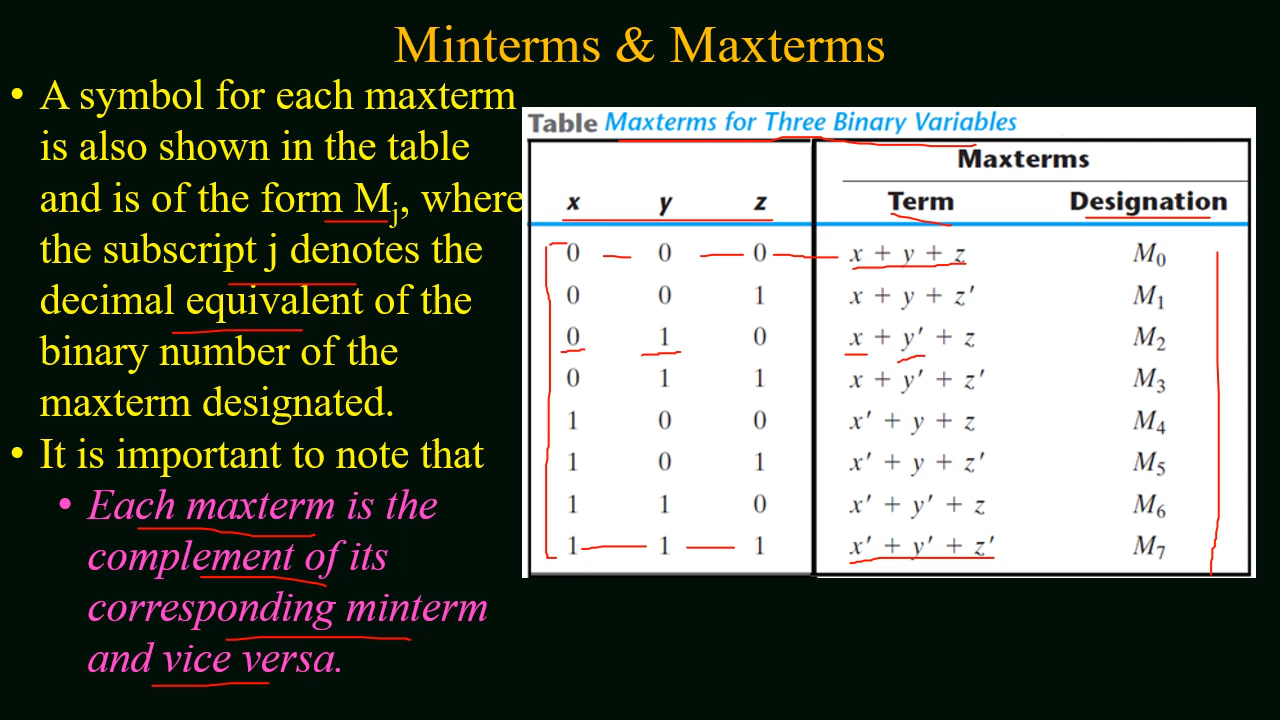 Minterms & Maxterms
• A symbol for each maxterm
is also shown in the table
and is of the form Mj, where
the subscript j denotes the
decimal equivalent of the
binary number of the
maxterm designated.
• It is important to note that
• Each maxterm is the
complement of its
corresponding minterm
and vice versa.
Table Maxterms for Three Binary Variables
Maxterms
x y z Term Designation
0 0 0 x + y + z M0
0 0 1 x + y + z′ M1
0 1 0 x + y′ + z M2
0 1 1 x + y′ + z′ M3
1 0 0 x′ + y + z M4
1 0 1 x′ + y + z′ M5
1 1 0 x′ + y′ + z M6
1 1 1 x′ + y′ + z′ M7